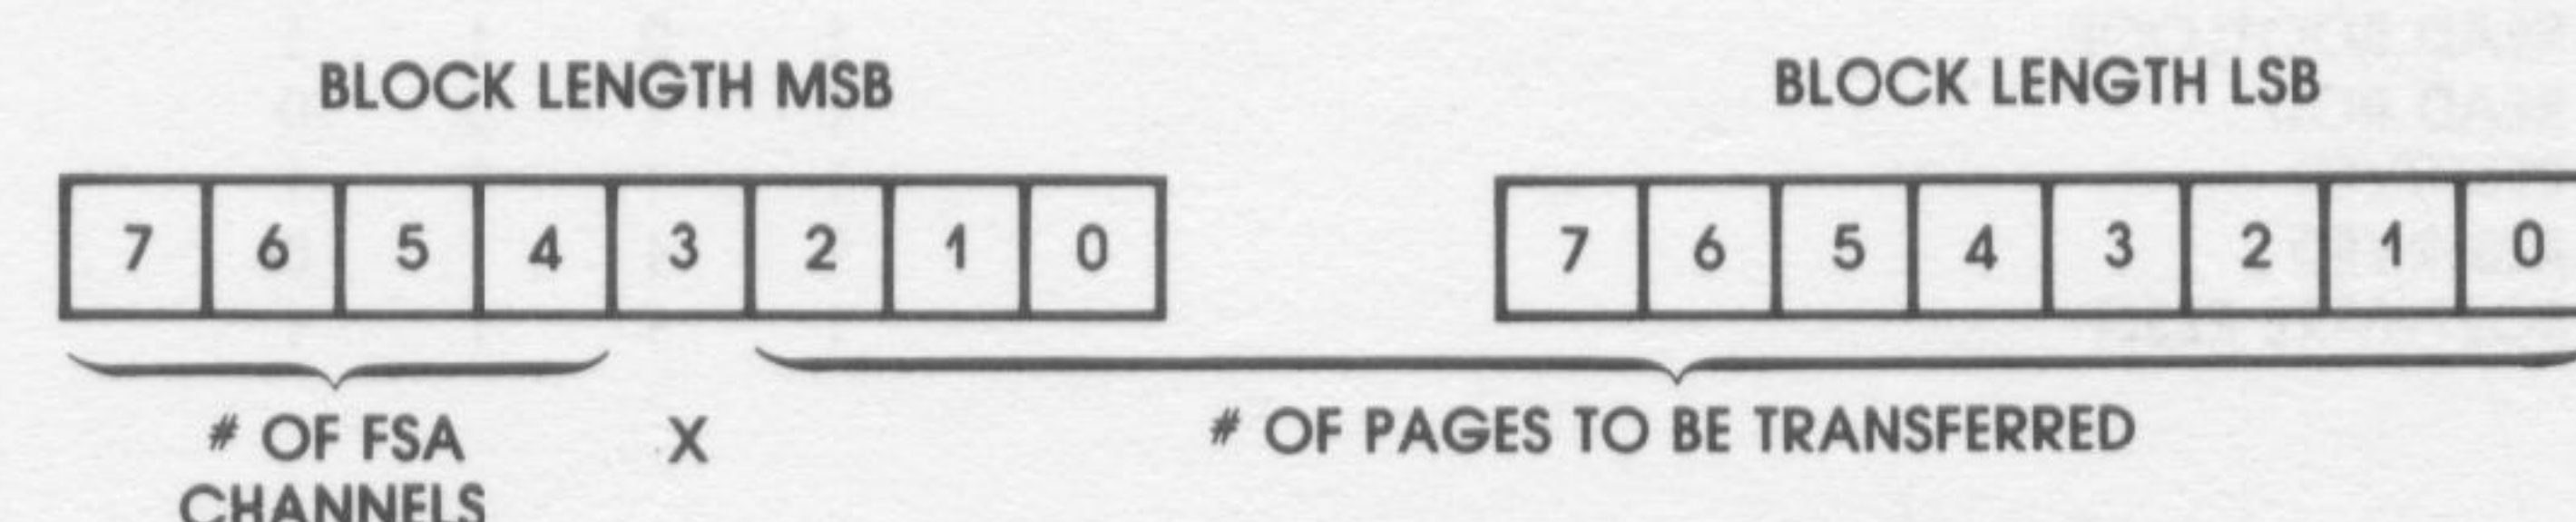 BLOCK LENGTH MSB
BLOCK LENGTH LSB
7 6 5 4 3 2 1 0
7 6 5 4 3 2 1 0
# OF FSA
CHANNELS
X
# OF PAGES TO BE TRANSFERRED